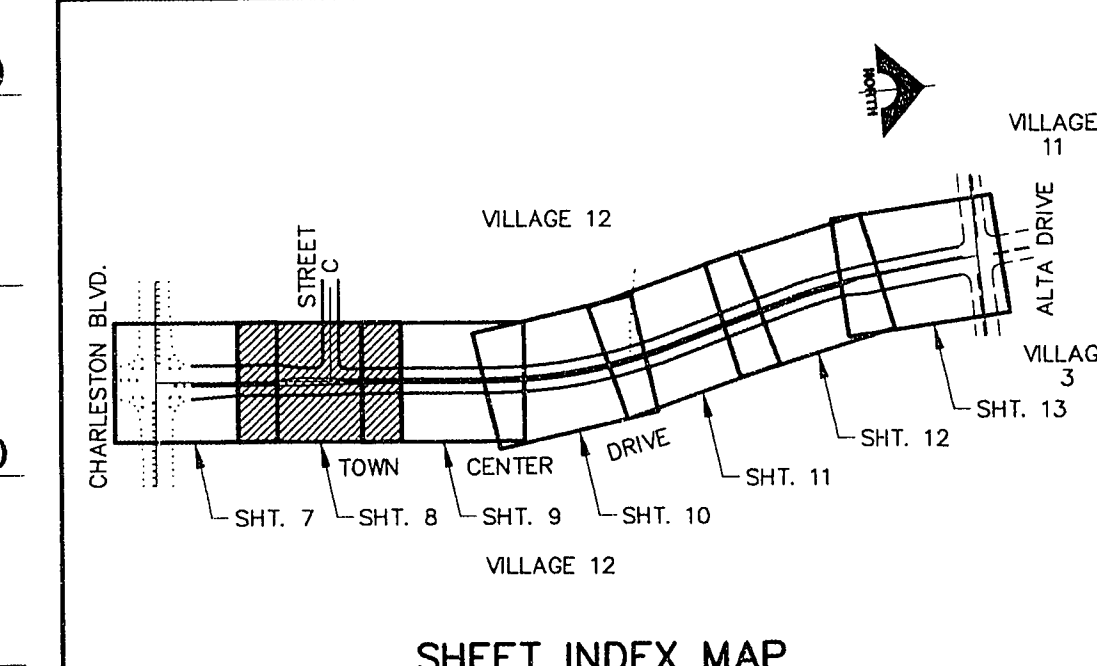 NORTH
VILLAGE
11
VILLAGE 12
ALTA DRIVE
STREET
C
CHARLESTON BLVD.
VILLAG
3
SHT. 13
SHT. 12
DRIVE
TOWN
CENTER
SHT. 11
SHT. 7
SHT. 8
SHT. 9
SHT. 10
VILLAGE 12
SHEET INDEX MAP